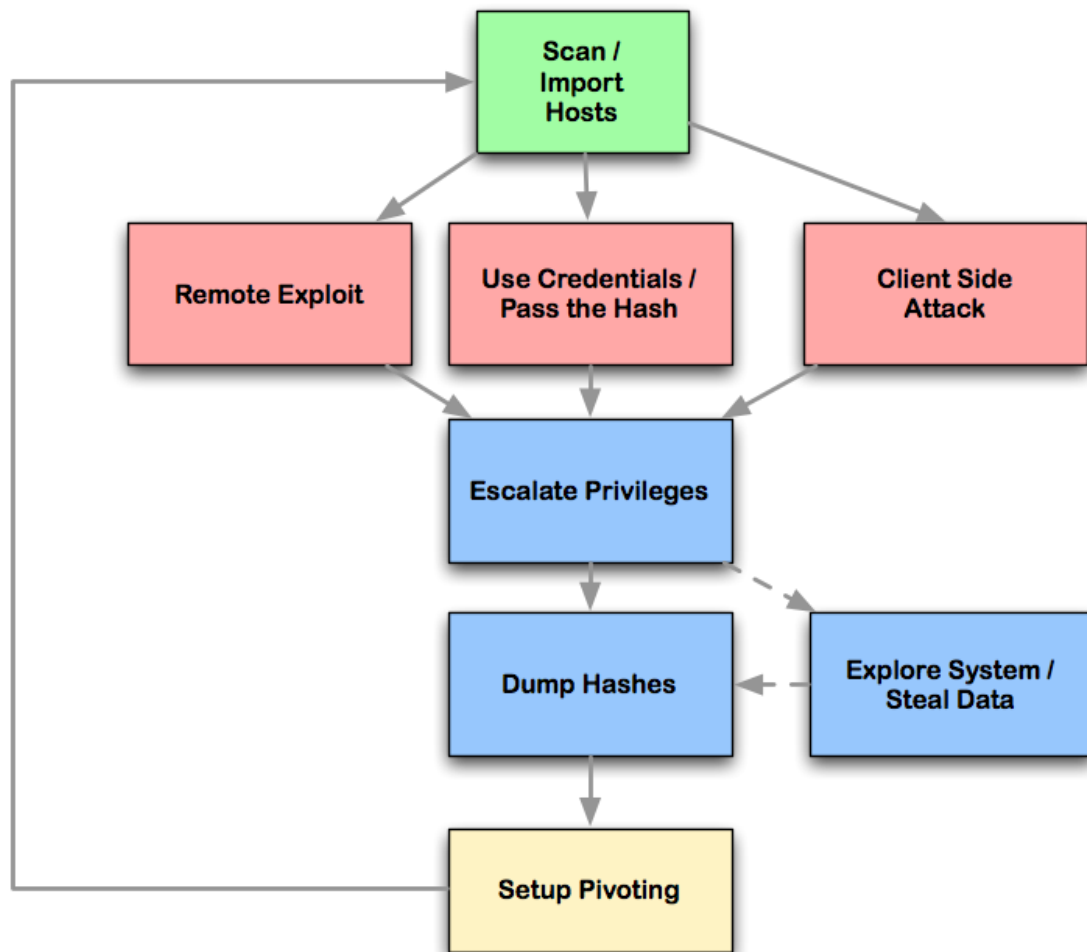 Scan /
Import
Hosts
Remote Exploit
Use Credentials /
Pass the Hash
Client Side
Attack
Escalate Privileges
Dump Hashes
Explore System /
Steal Data
Setup Pivoting